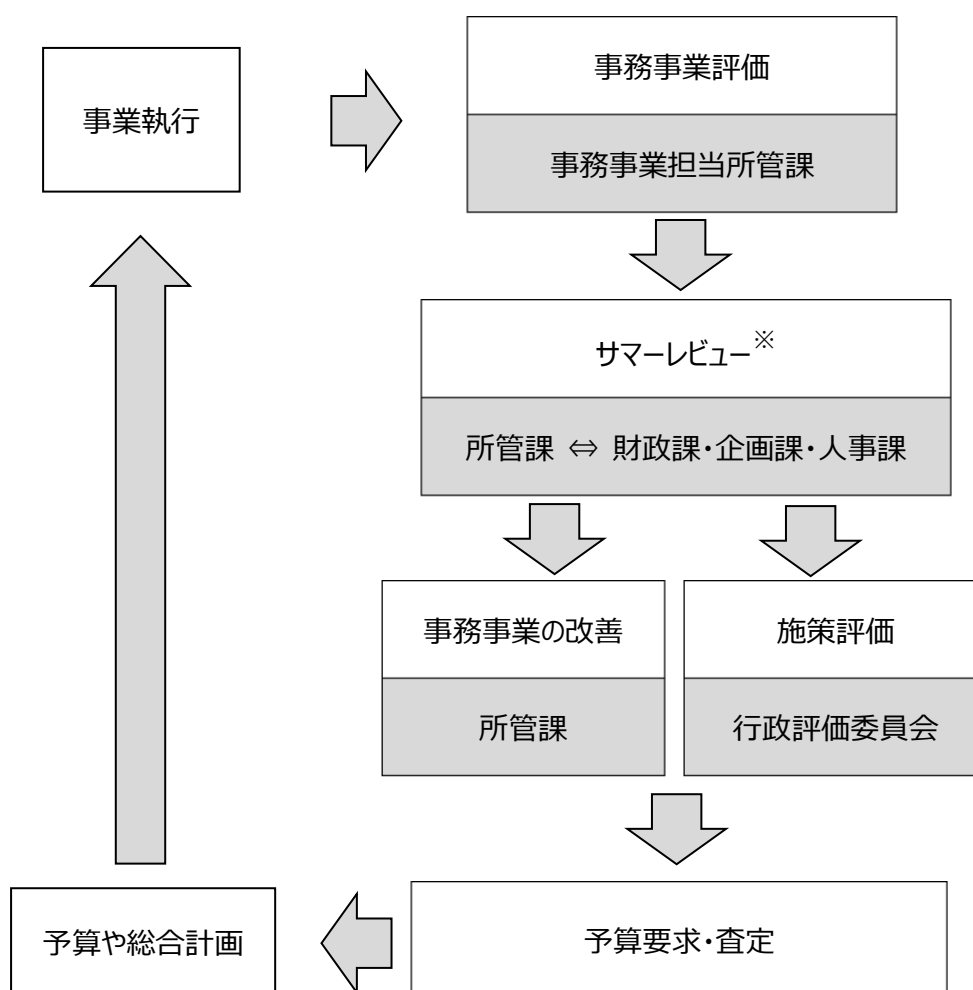 事業執行
事務事業評価
事務事業担当所管課
サマーレビュー※
所管課 ⇔ 財政課・企画課・人事課
事務事業の改善
所管課
施策評価
行政評価委員会
予算要求・査定
予算や総合計画